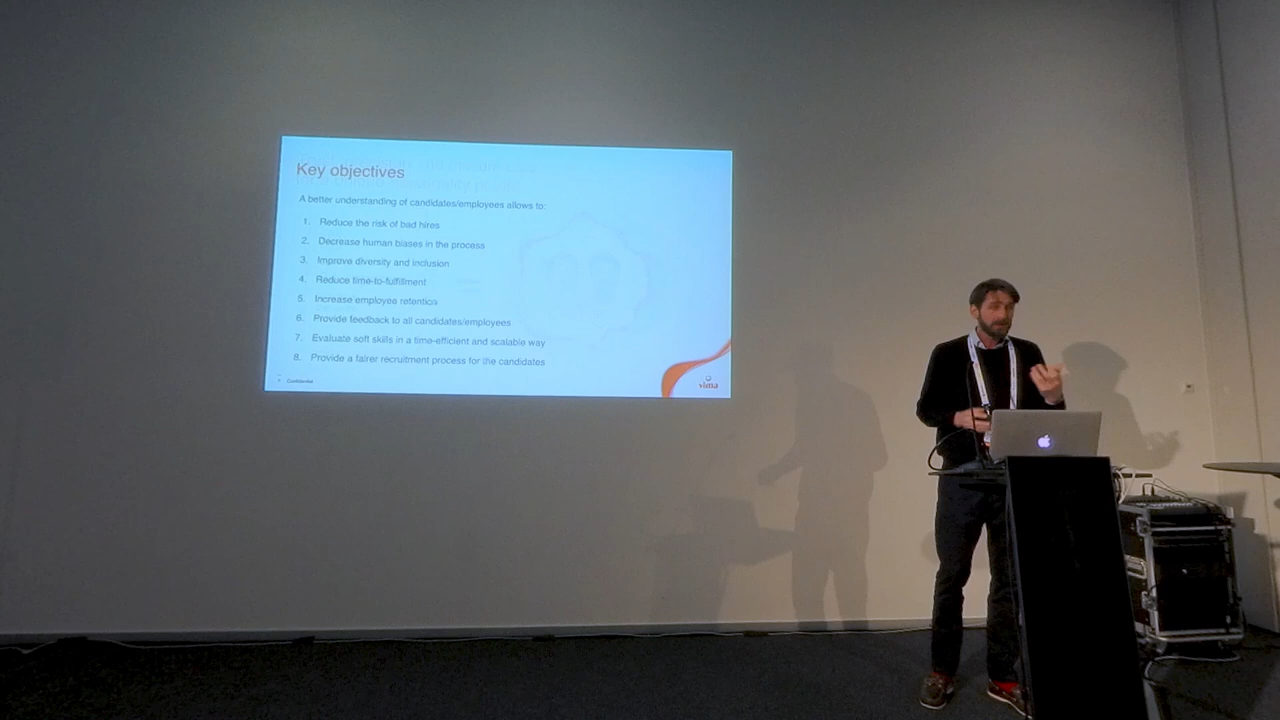 Key objectives
A better understanding of candidates/employees allows to:
1. Reduce the risk of bad hires
2. Decrease human biases in the process
3. Improve diversity and inclusion
4. Reduce time-to-fulfillment
5. Increase employee retention
6. Provide feedback to all candidates/employees
7. Evaluate soft skills in a time-efficient and scalable way
8. Provide a fairer recruitment process for the candidates
Confidential
vima